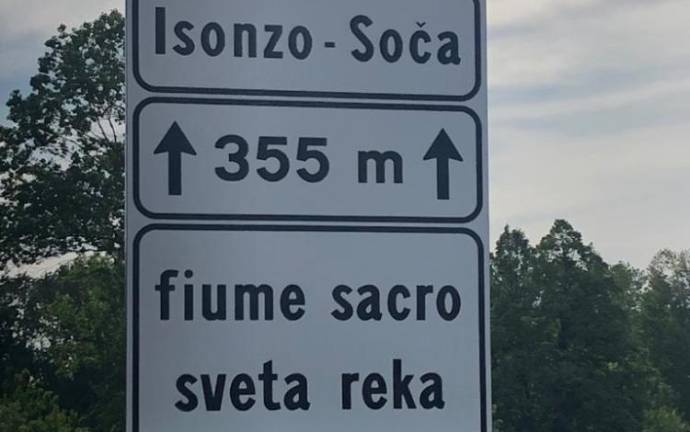 Isonzo - Soča
↑ 355 m ↑
fiume sacro
sveta reka